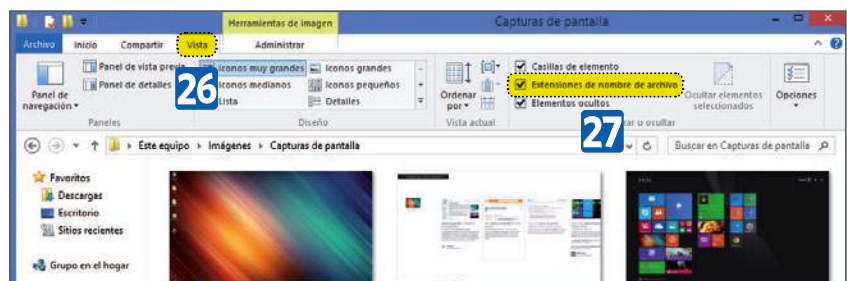 Herramientas de imagen
Capturas de pantalla
Archivo Inicio Compartir Vista Administrar
Panel de navegación
Panel de vista previa
Panel de detalles
Paneles
26
Iconos muy grandes Iconos grandes
Iconos medianos Iconos pequeños
Lista Detalles
Diseño
Ordenar por
Vista actual
Casillas de elemento
Extensiones de nombre de archivo
Elementos ocultos
27
Ocultar elementos seleccionados
ar u ocultar
Opciones
Este equipo Imágenes Capturas de pantalla
Buscar en Capturas de pantalla
Favoritos
Descargas
Escritorio
Sitios recientes
Grupo en el hogar